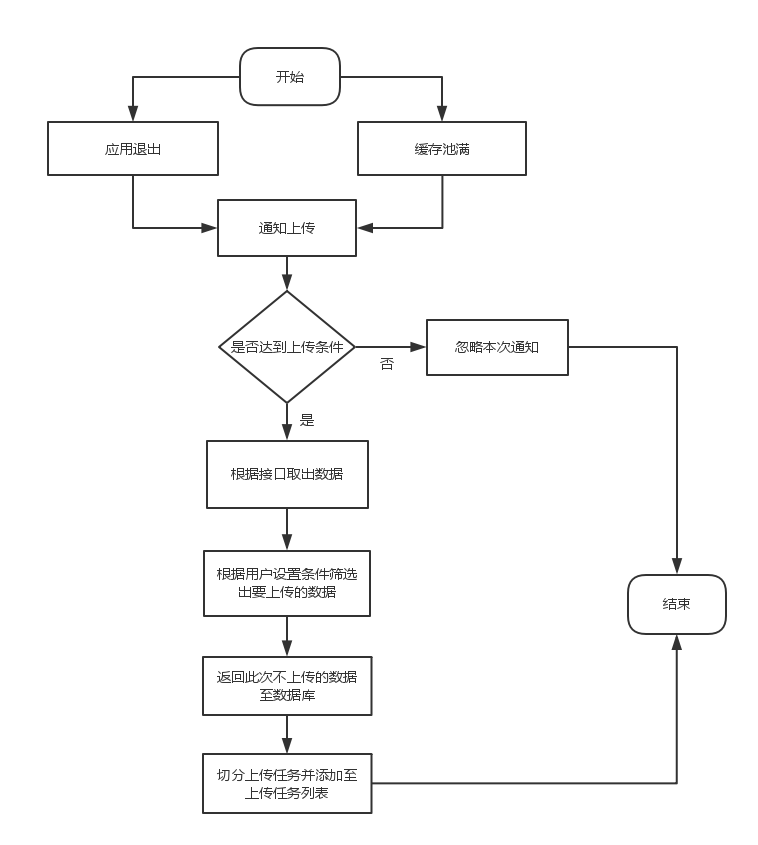 开始
应用退出
缓存池满
通知上传
是否达到上传条件
否
忽略本次通知
是
根据接口取出数据
根据用户设置条件筛选
出要上传的数据
结束
返回此次不上传的数据
至数据库
切分上传任务并添加至
上传任务列表